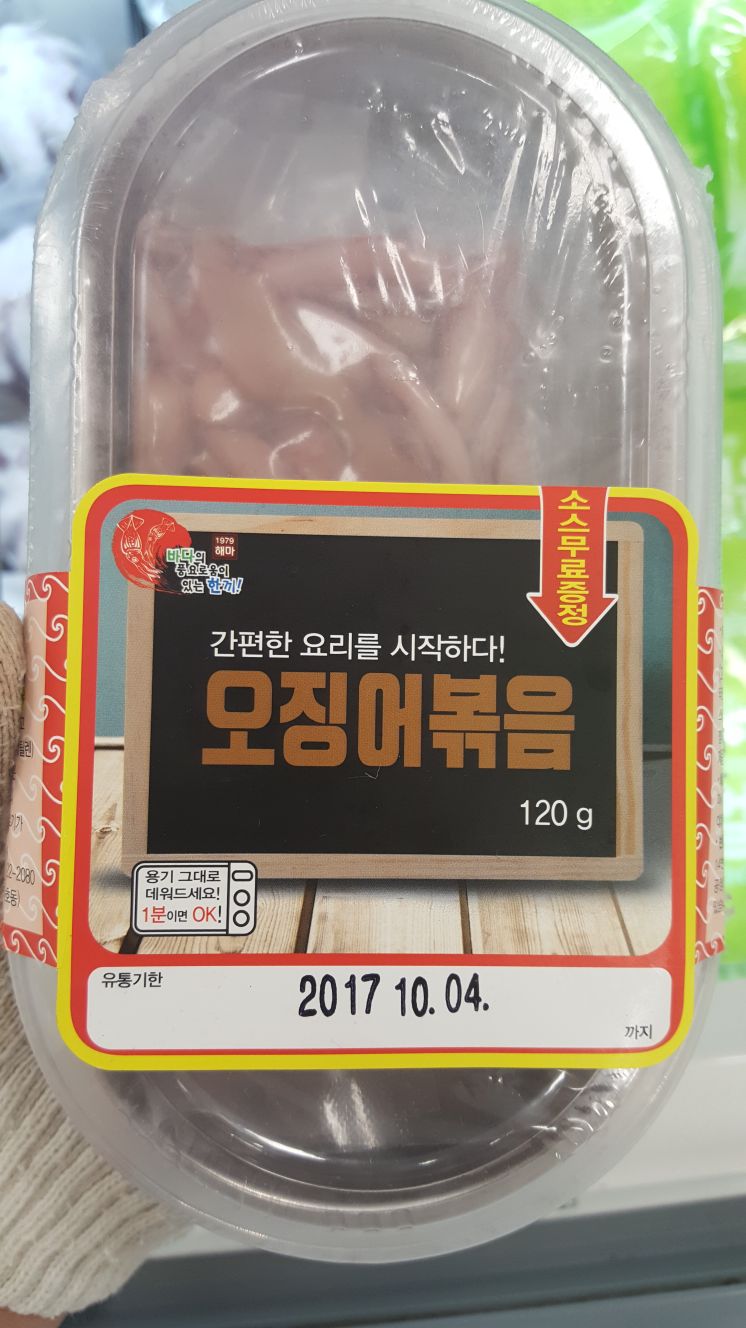 소스무료증정
1979
해마
바다의
풍요로움이
있는 한끼!
간편한 요리를 시작하다!
오징어볶음
120 g
용기 그대로
데워드세요!
1분이면 OK!
2-2080
유통기한
2017 10. 04.
까지